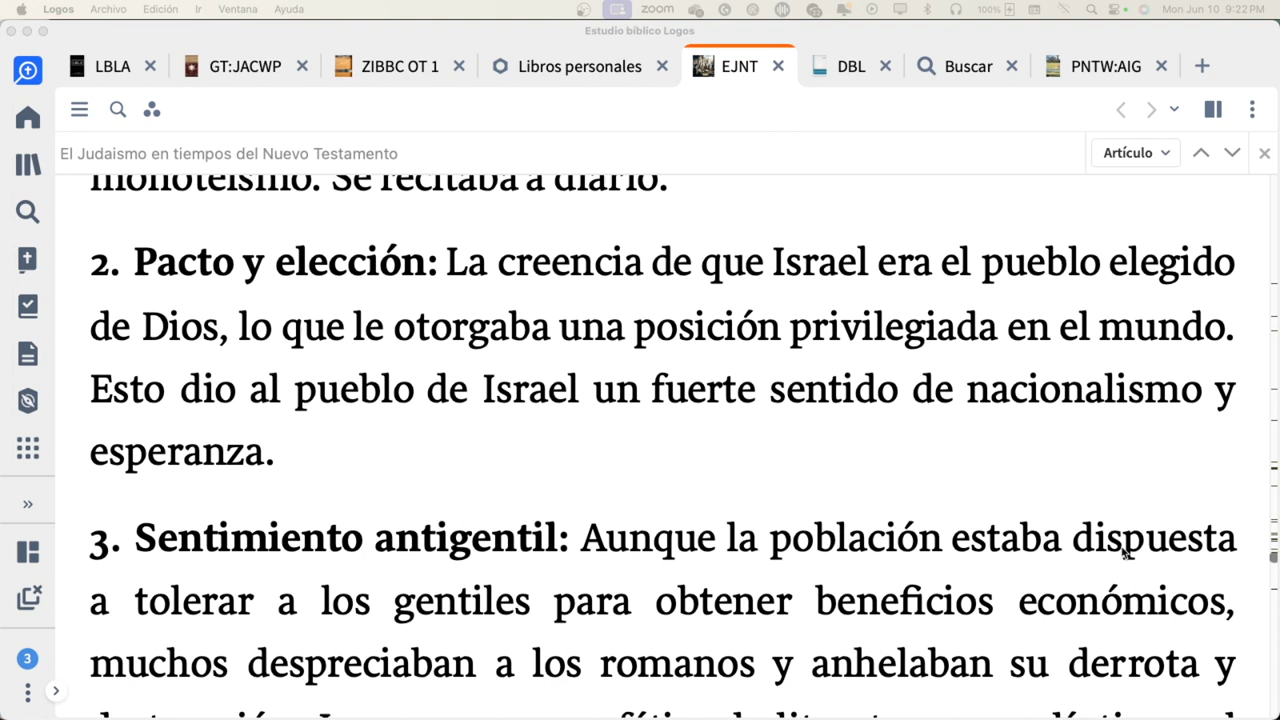 Logos Archivo Edición Ir Ventana Ayuda zoom 100% Mon Jun 10 9:22 PM
Estudio bíblico Logos
LBLA GT:JACWP ZIBBC OT 1 Libros personales EJNT DBL Buscar PNTW:AIG
El Judaismo en tiempos del Nuevo Testamento Artículo
monoteísmo. Se recitaba a diario.
2. Pacto y elección: La creencia de que Israel era el pueblo elegido
de Dios, lo que le otorgaba una posición privilegiada en el mundo.
Esto dio al pueblo de Israel un fuerte sentido de nacionalismo y
esperanza.
3. Sentimiento antigentil: Aunque la población estaba dispuesta
a tolerar a los gentiles para obtener beneficios económicos,
muchos despreciaban a los romanos y anhelaban su derrota y
3